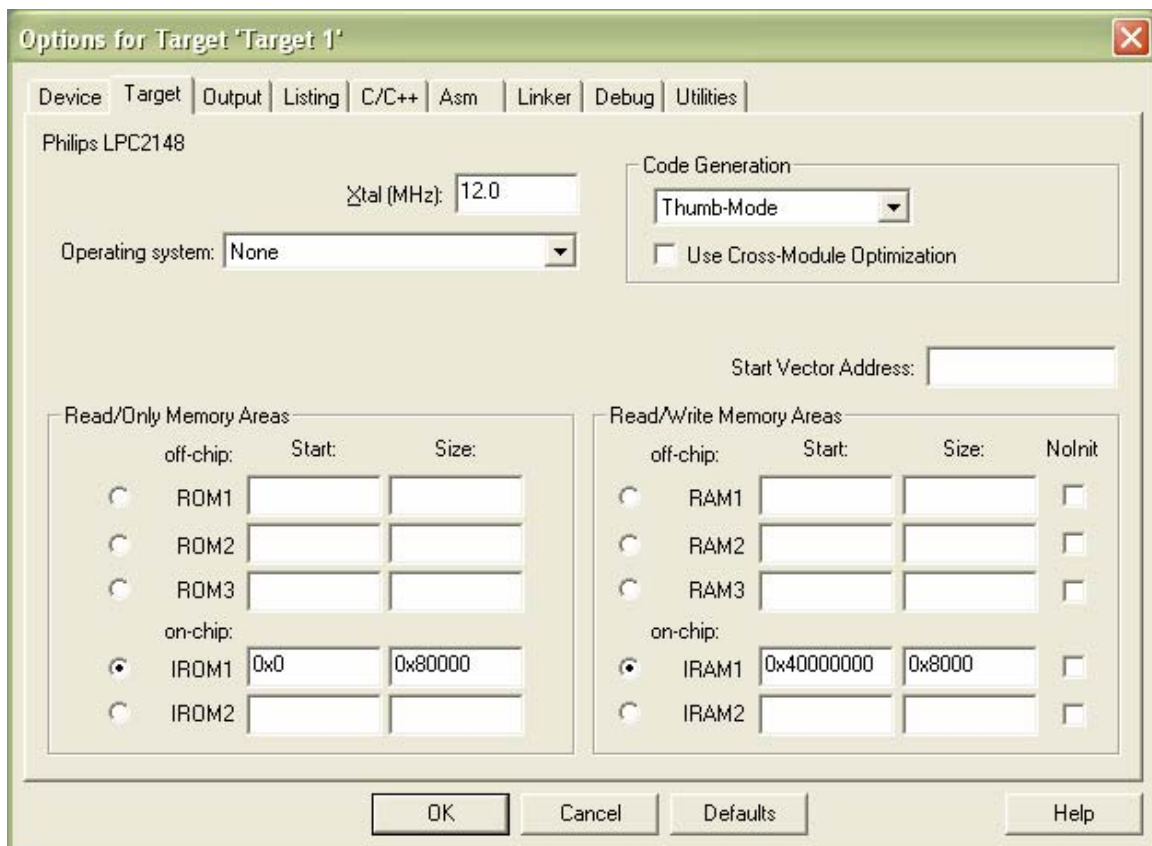 Options for Target 'Target 1'
Device Target Output Listing C/C++ Asm Linker Debug Utilities
Philips LPC2148
Xtal (MHz): 12.0
Operating system: None
Code Generation
Thumb-Mode
Use Cross-Module Optimization
Start Vector Address:
Read/Only Memory Areas
off-chip: Start: Size:
ROM1
ROM2
ROM3
on-chip:
IROM1 0x0 0x80000
IROM2
Read/Write Memory Areas
off-chip: Start: Size: NoInit
RAM1
RAM2
RAM3
on-chip:
IRAM1 0x40000000 0x8000
IRAM2
OK Cancel Defaults Help